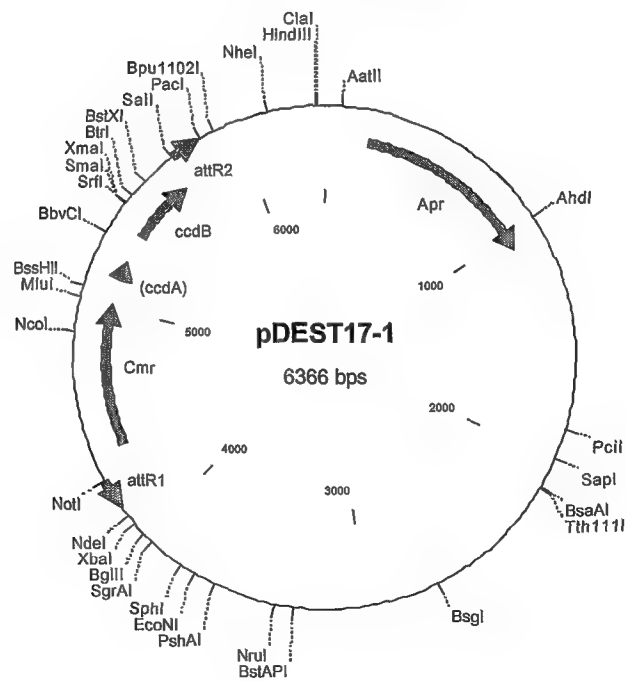 ClaI
HindIII
NheI
AatII
Bpu1102I
PacI
SalI
BstXI
BtrI
XmaI
SmaI
SrfI
attR2
Apr
AhdI
BbvCI
ccdB
6000
BssHII
MluI
(ccdA)
1000
NcoI
5000
pDEST17-1
Cmr
6366 bps
2000
PciI
4000
SapI
attR1
3000
NotI
BsaAI
Tth111I
NdeI
XbaI
BglII
SgrAI
SphI
EcoNI
PshAI
BsgI
NruI
BstAPI